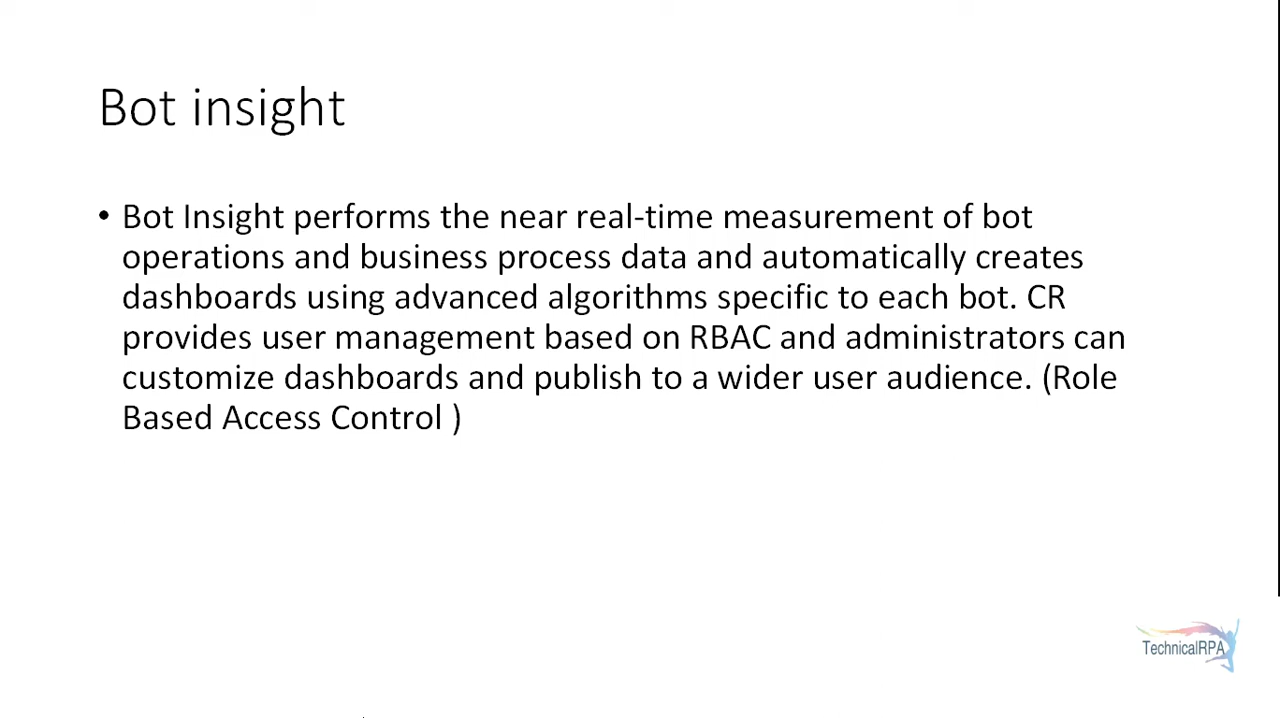 Bot insight
• Bot Insight performs the near real-time measurement of bot
operations and business process data and automatically creates
dashboards using advanced algorithms specific to each bot. CR
provides user management based on RBAC and administrators can
customize dashboards and publish to a wider user audience. (Role
Based Access Control )
TechnicalRPA